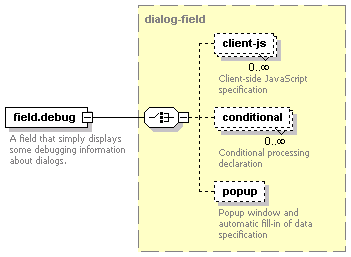 dialog-field
client-js
0..∞
Client-side JavaScript
specification
field.debug
A field that simply displays
some debugging information
about dialogs.
conditional
0..∞
Conditional processing
declaration
popup
Popup window and
automatic fill-in of data
specification